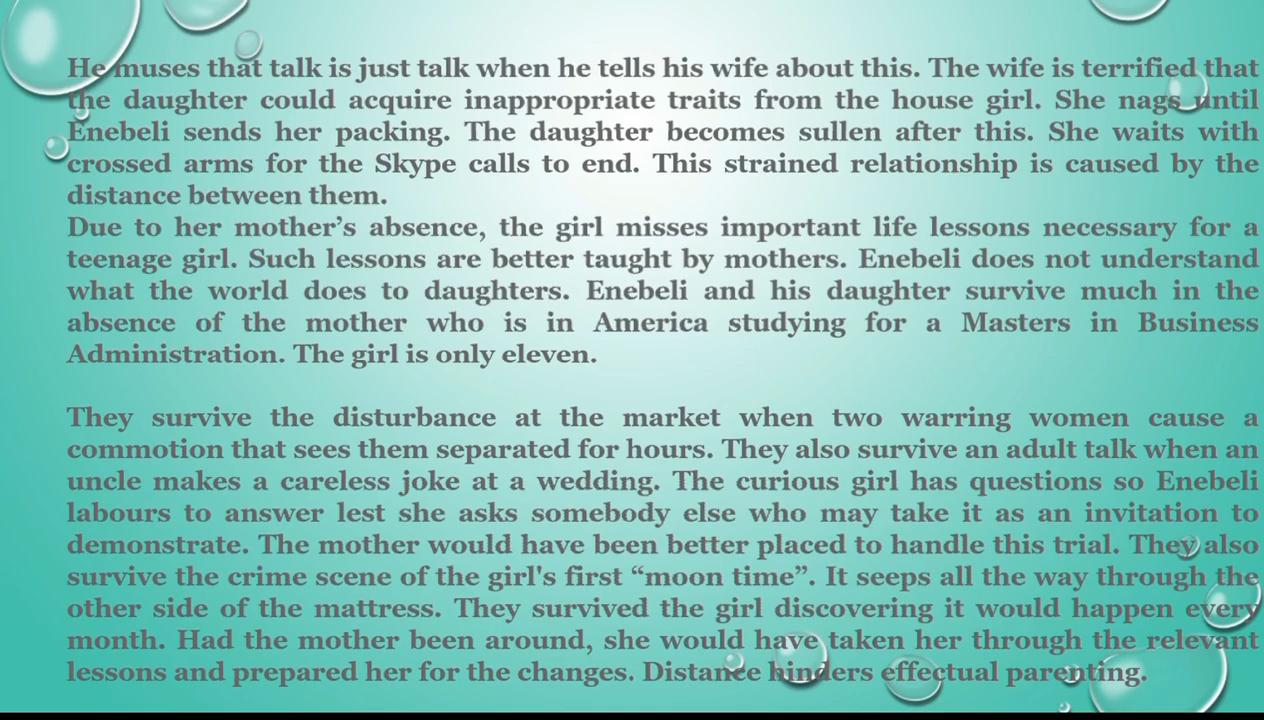 He muses that talk is just talk when he tells his wife about this. The wife is terrified that
the daughter could acquire inappropriate traits from the house girl. She nags until
Enebeli sends her packing. The daughter becomes sullen after this. She waits with
crossed arms for the Skype calls to end. This strained relationship is caused by the
distance between them.
Due to her mother’s absence, the girl misses important life lessons necessary for a
teenage girl. Such lessons are better taught by mothers. Enebeli does not understand
what the world does to daughters. Enebeli and his daughter survive much in the
absence of the mother who is in America studying for a Masters in Business
Administration. The girl is only eleven.
They survive the disturbance at the market when two warring women cause a
commotion that sees them separated for hours. They also survive an adult talk when an
uncle makes a careless joke at a wedding. The curious girl has questions so Enebeli
labours to answer lest she asks somebody else who may take it as an invitation to
demonstrate. The mother would have been better placed to handle this trial. They also
survive the crime scene of the girl's first “moon time”. It seeps all the way through the
other side of the mattress. They survived the girl discovering it would happen every
month. Had the mother been around, she would have taken her through the relevant
lessons and prepared her for the changes. Distance hinders effectual parenting.